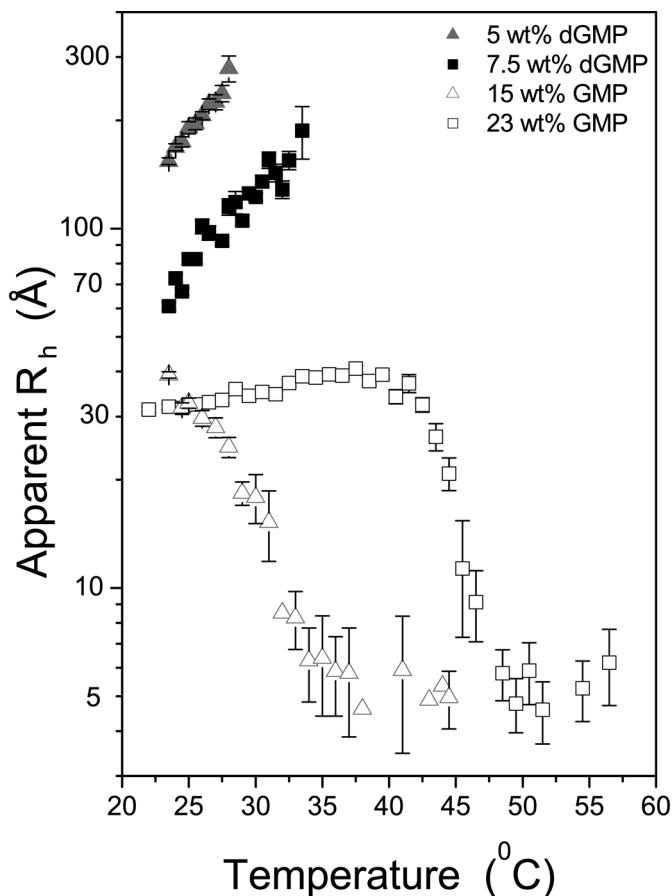 300
100
70
30
10
5
Apparent R h (Å)
5 wt% dGMP
7.5 wt% dGMP
15 wt% GMP
23 wt% GMP
20 25 30 35 40 45 50 55 60
Temperature (⁰C)